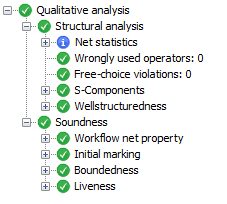 Qualitative analysis
Structural analysis
Net statistics
Wrongly used operators: 0
Free-choice violations: 0
S-Components
Wellstructuredness
Soundness
Workflow net property
Initial marking
Boundedness
Liveness